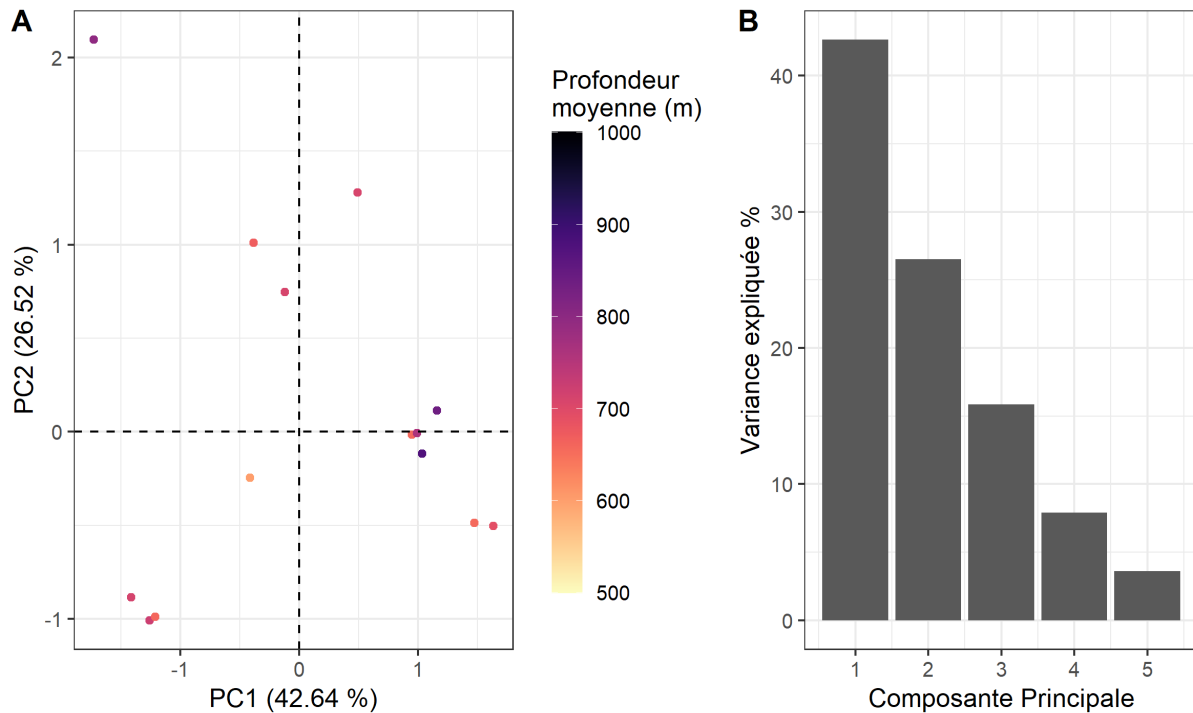 A
2
1
0
-1
PC2 (26.52 %)
-1
0
1
PC1 (42.64 %)
Profondeur
moyenne (m)
1000
900
800
700
600
500
B
40
30
20
10
0
Variance expliquée %
1
2
3
4
5
Composante Principale